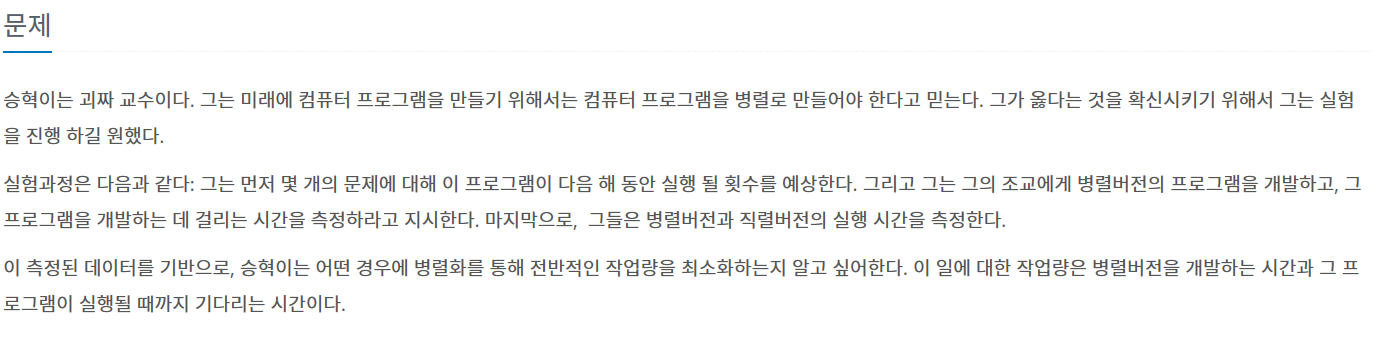 문제
승혁이는 괴짜 교수이다. 그는 미래에 컴퓨터 프로그램을 만들기 위해서는 컴퓨터 프로그램을 병렬로 만들어야 한다고 믿는다. 그가 옳다는 것을 확신시키기 위해서 그는 실험
을 진행 하길 원했다.
실험과정은 다음과 같다: 그는 먼저 몇 개의 문제에 대해 이 프로그램이 다음 해 동안 실행 될 횟수를 예상한다. 그리고 그는 그의 조교에게 병렬버전의 프로그램을 개발하고, 그
프로그램을 개발하는 데 걸리는 시간을 측정하라고 지시한다. 마지막으로, 그들은 병렬버전과 직렬버전의 실행 시간을 측정한다.
이 측정된 데이터를 기반으로, 승혁이는 어떤 경우에 병렬화를 통해 전반적인 작업량을 최소화하는지 알고 싶어한다. 이 일에 대한 작업량은 병렬버전을 개발하는 시간과 그 프
로그램이 실행될 때까지 기다리는 시간이다.